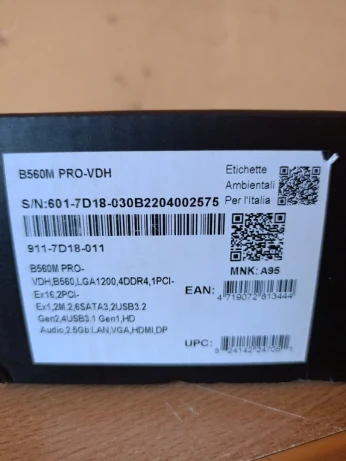 B560M PRO-VDH
Etichette
Ambientali
Per l'Italia
S/N:601-7D18-030B2204002575
911-7D18-011
MNK: A95
B560M PRO-
VDH,B560,LGA1200,4DDR4,1PCI-
Ex16,2PCI-
Ex1,2M.2,6SATA3,2USB3.2
Gen2,4USB3.1 Gen1,HD
Audio,2.5Gb LAN,VGA,HDMI,DP
EAN:
4719072813444
UPC: